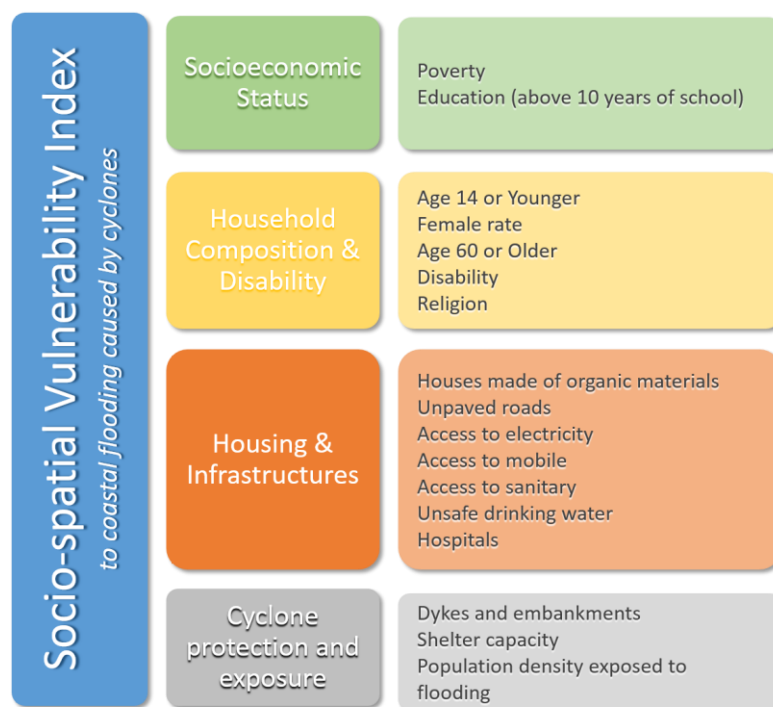 Socio-spatial Vulnerability Index
to coastal flooding caused by cyclones
Socioeconomic
Status
Poverty
Education (above 10 years of school)
Household
Composition &
Disability
Age 14 or Younger
Female rate
Age 60 or Older
Disability
Religion
Housing &
Infrastructures
Houses made of organic materials
Unpaved roads
Access to electricity
Access to mobile
Access to sanitary
Unsafe drinking water
Hospitals
Cyclone
protection and
exposure
Dykes and embankments
Shelter capacity
Population density exposed to
flooding